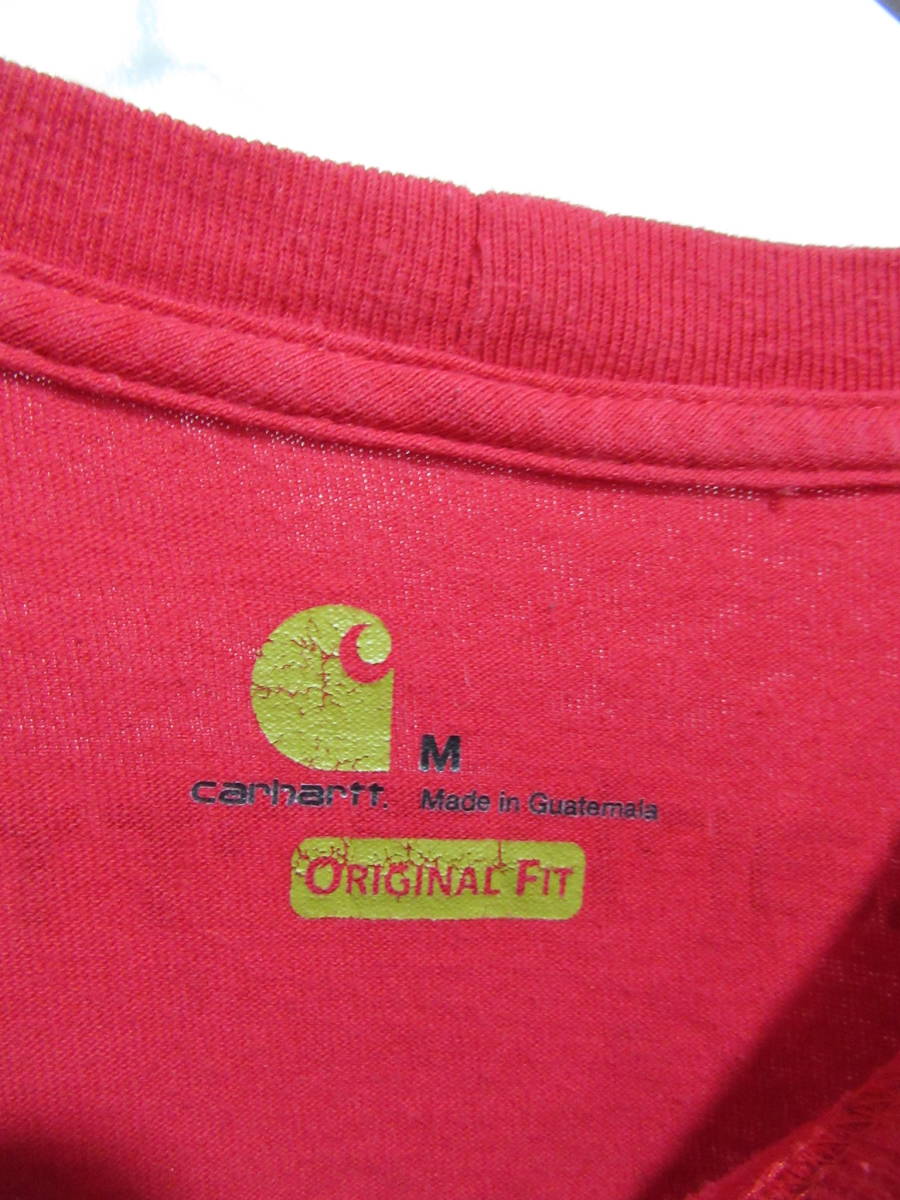 M
carhartt.
Made in Guatemala
ORIGINAL FIT